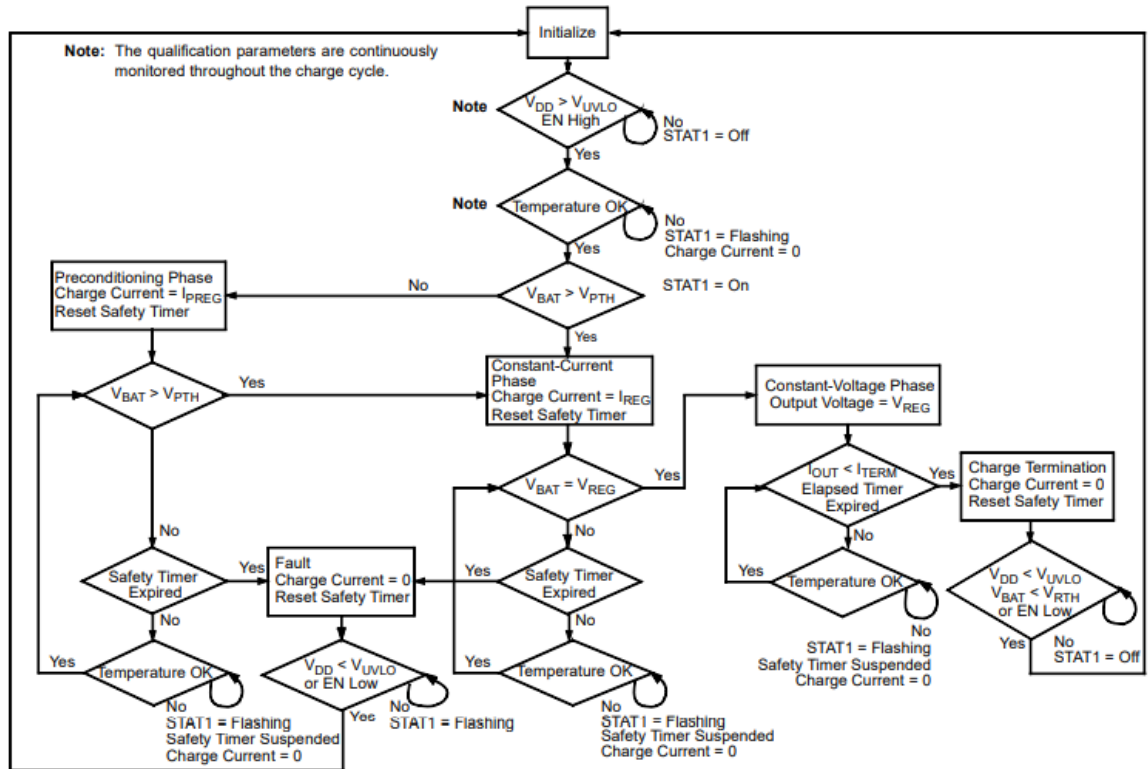 Initialize
Note: The qualification parameters are continuously
monitored throughout the charge cycle.
Note
VDD > VUVLO
EN High
No
STAT1 = Off
Yes
Note
Temperature OK
No
STAT1 = Flashing
Charge Current = 0
Yes
Preconditioning Phase
Charge Current = IPREG
Reset Safety Timer
No
VBAT > VPTH
STAT1 = On
Yes
Constant-Current
Phase
Charge Current = IREG
Reset Safety Timer
VBAT > VPTH
Yes
Constant-Voltage Phase
Output Voltage = VREG
VBAT = VREG
Yes
IOUT < ITERM
Elapsed Timer
Expired
Yes
Charge Termination
Charge Current = 0
Reset Safety Timer
No
No
No
Safety Timer
Expired
Yes
Fault
Charge Current = 0
Reset Safety Timer
Yes
Safety Timer
Expired
Yes
Temperature OK
VDD < VUVLO
VBAT < VRTH
or EN Low
No
No
No
STAT1 = Flashing
Safety Timer Suspended
Charge Current = 0
Yes
No
STAT1 = Off
Yes
Temperature OK
VDD < VUVLO
or EN Low
Yes
Temperature OK
No
STAT1 = Flashing
Safety Timer Suspended
Charge Current = 0
Yes
No
STAT1 = Flashing
No
STAT1 = Flashing
Safety Timer Suspended
Charge Current = 0